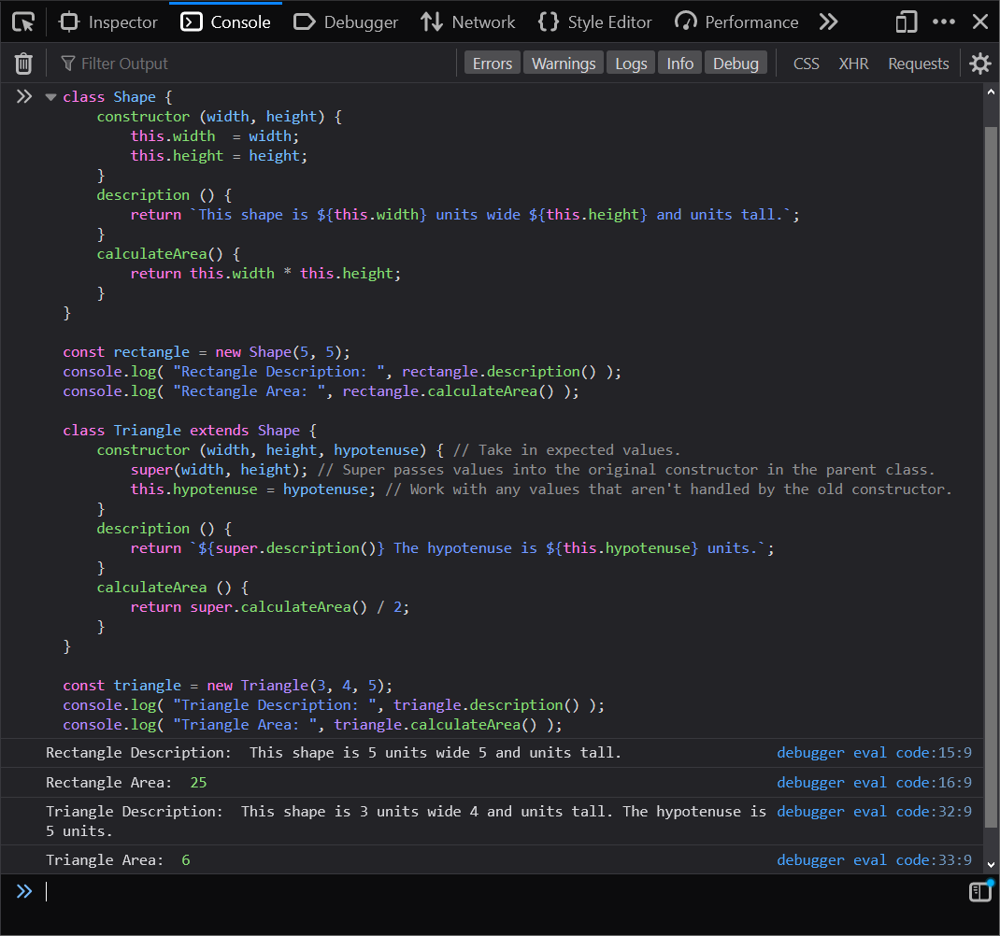 Inspector Console Debugger Network Style Editor Performance
Filter Output Errors Warnings Logs Info Debug CSS XHR Requests
class Shape {
    constructor (width, height) {
        this.width  = width;
        this.height = height;
    }
    description () {
        return `This shape is ${this.width} units wide ${this.height} and units tall.`;
    }
    calculateArea() {
        return this.width * this.height;
    }
}

const rectangle = new Shape(5, 5);
console.log( "Rectangle Description: ", rectangle.description() );
console.log( "Rectangle Area: ", rectangle.calculateArea() );

class Triangle extends Shape {
    constructor (width, height, hypotenuse) { // Take in expected values.
        super(width, height); // Super passes values into the original constructor in the parent class.
        this.hypotenuse = hypotenuse; // Work with any values that aren't handled by the old constructor.
    }
    description () {
        return `${super.description()} The hypotenuse is ${this.hypotenuse} units.`;
    }
    calculateArea () {
        return super.calculateArea() / 2;
    }
}

const triangle = new Triangle(3, 4, 5);
console.log( "Triangle Description: ", triangle.description() );
console.log( "Triangle Area: ", triangle.calculateArea() );
Rectangle Description:  This shape is 5 units wide 5 and units tall. debugger eval code:15:9
Rectangle Area:  25 debugger eval code:16:9
Triangle Description:  This shape is 3 units wide 4 and units tall. The hypotenuse is debugger eval code:32:9
5 units.
Triangle Area:  6 debugger eval code:33:9